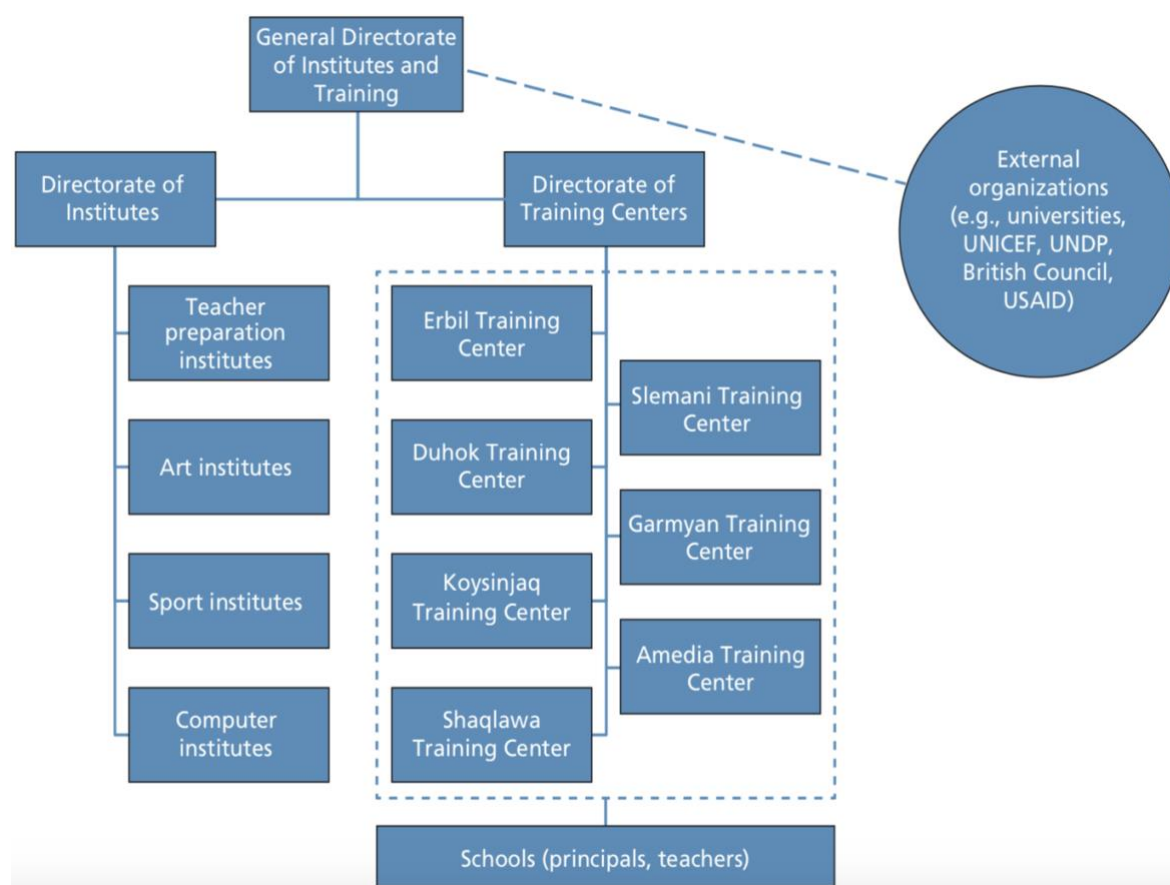 General Directorate
of Institutes and
Training
External
organizations
(e.g., universities,
UNICEF, UNDP,
British Council,
USAID)
Directorate of
Institutes
Directorate of
Training Centers
Teacher
preparation
institutes
Art institutes
Sport institutes
Computer
institutes
Erbil Training
Center
Slemani Training
Center
Duhok Training
Center
Garmyan Training
Center
Koysinjaq
Training Center
Amedia Training
Center
Shaqlawa
Training Center
Schools (principals, teachers)